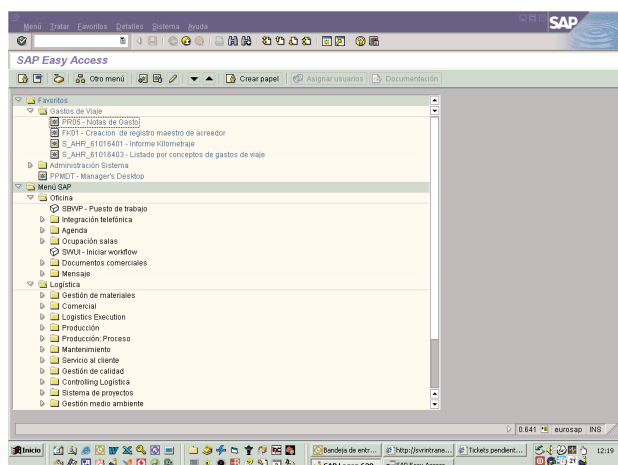 Menú Tratar Favoritos Detalles Sistema Ayuda
SAP
SAP Easy Access
Otro menú Crear papel Asignar usuarios Documentación
Favoritos
Gastos de Viaje
PR05 - Notas de Gasto
FK01 - Creacion de registro maestro de acreedor
S_AHR_61016401 - Informe Kilometraje
S_AHR_61016403 - Listado por conceptos de gastos de viaje
Administración Sistema
PPMDT - Manager's Desktop
Menú SAP
Oficina
SBWP - Puesto de trabajo
Integración telefónica
Agenda
Ocupación salas
SWUI - Iniciar workflow
Documentos comerciales
Mensaje
Logística
Gestión de materiales
Comercial
Logistics Execution
Producción
Producción: Proceso
Mantenimiento
Servicio al cliente
Gestión de calidad
Controlling Logística
Sistema de proyectos
Gestión medio ambiente
0.641 eurosap INS
Inicio Bandeja de entr... http://svrintrane... Tickets pendent... 12:19